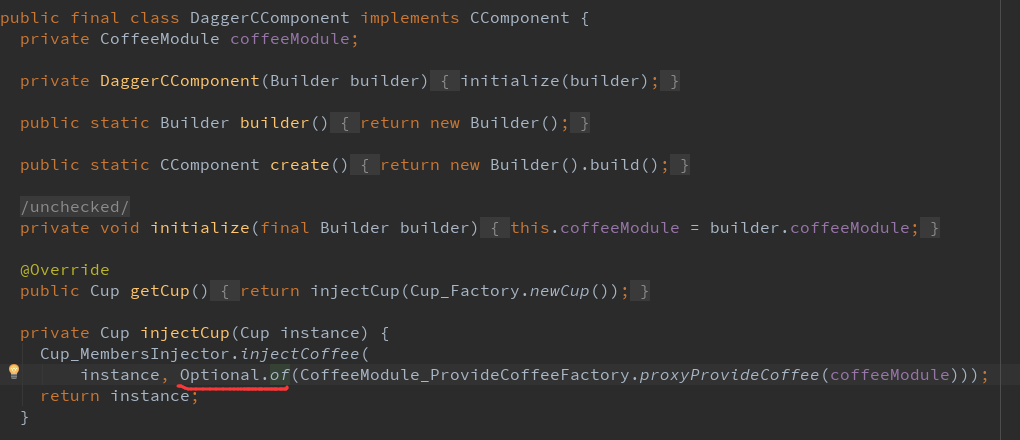 public final class DaggerCComponent implements CComponent {
private CoffeeModule coffeeModule;
private DaggerCComponent(Builder builder) { initialize(builder); }
public static Builder builder() { return new Builder(); }
public static CComponent create() { return new Builder().build(); }
/unchecked/
private void initialize(final Builder builder) { this.coffeeModule = builder.coffeeModule; }
@Override
public Cup getCup() { return injectCup(Cup_Factory.newCup()); }
private Cup injectCup(Cup instance) {
Cup_MembersInjector.injectCoffee(
instance, Optional.of(CoffeeModule_ProvideCoffeeFactory.proxyProvideCoffee(coffeeModule)));
return instance;
}